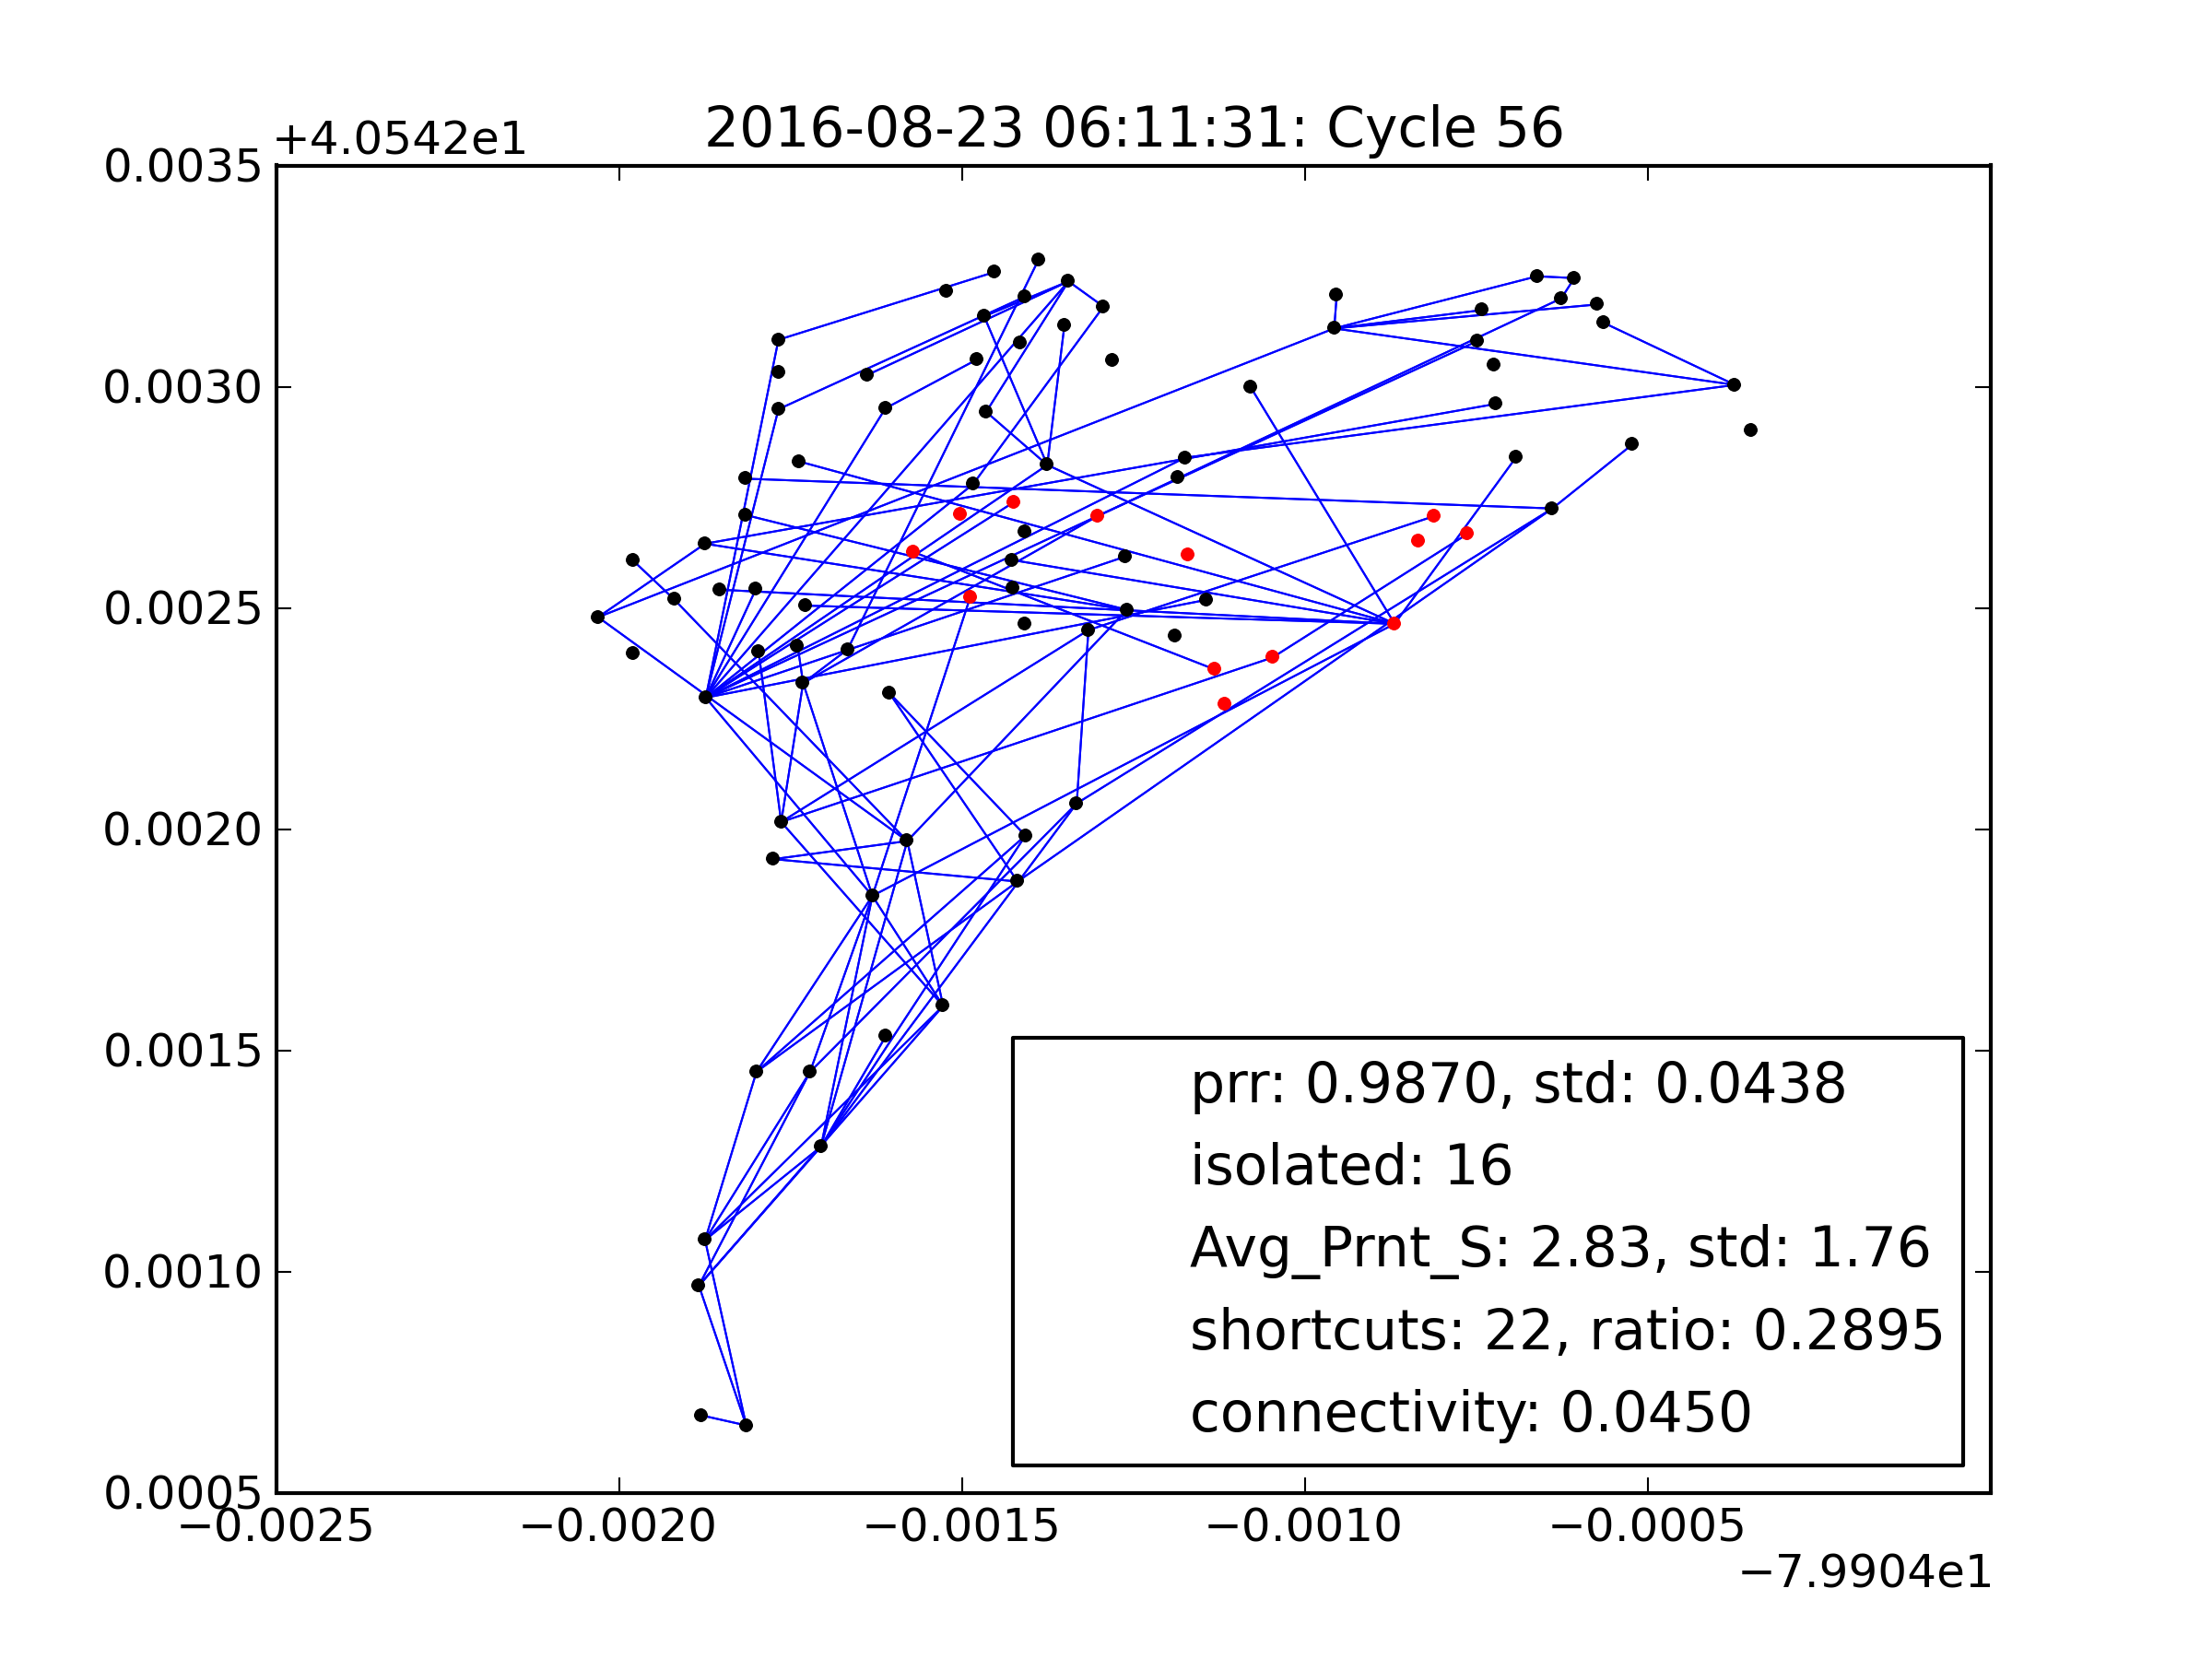 2016-08-23 06:11:31: Cycle 56
+4.0542e1
0.0035
0.0030
0.0025
0.0020
0.0015
0.0010
0.0005
prr: 0.9870, std: 0.0438
isolated: 16
Avg_Prnt_S: 2.83, std: 1.76
shortcuts: 22, ratio: 0.2895
connectivity: 0.0450
−0.0025 −0.0020 −0.0015 −0.0010 −0.0005
−7.9904e1